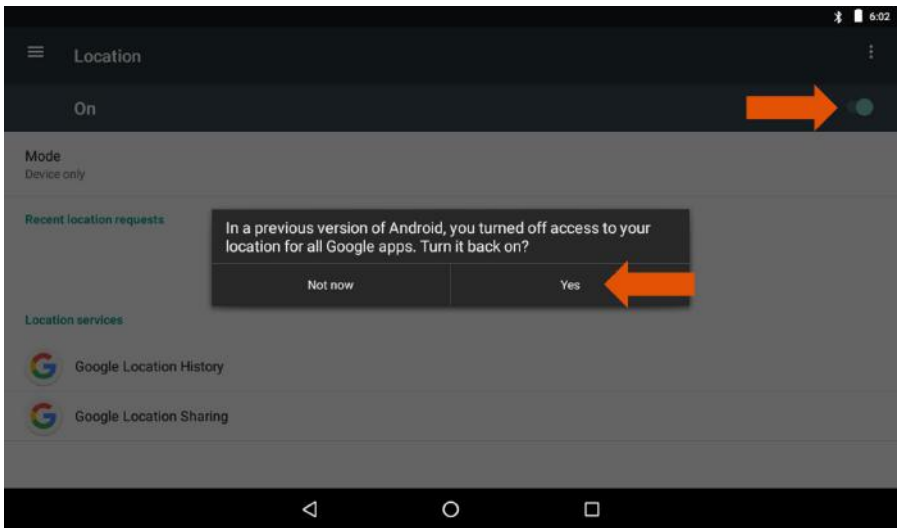 6:02
Location
On
Mode
Device only
Recent location requests
In a previous version of Android, you turned off access to your
location for all Google apps. Turn it back on?
Not now
Yes
Location services
Google Location History
Google Location Sharing